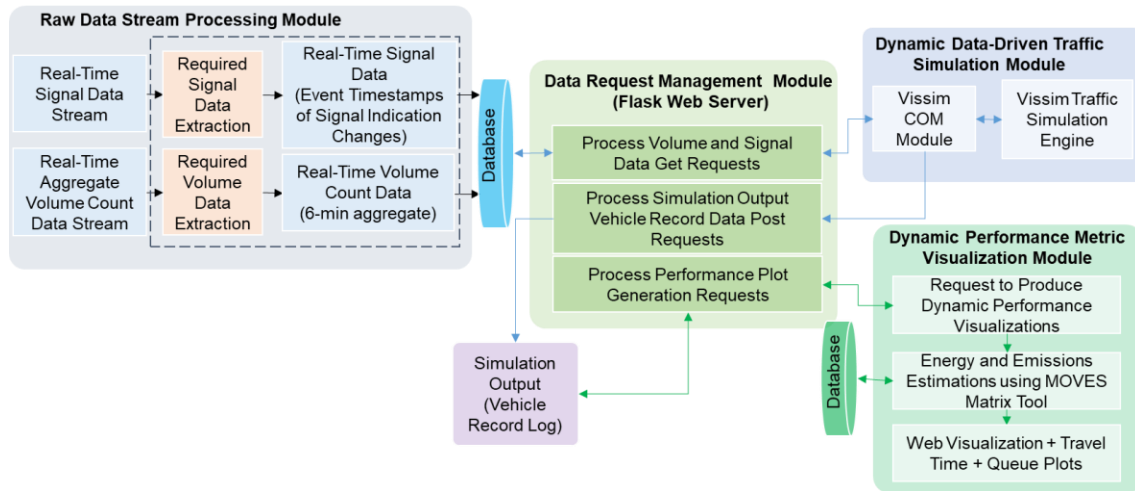 Raw Data Stream Processing Module
Real-Time
Signal Data
Stream
Required
Signal
Data
Extraction
Real-Time Signal
Data
(Event Timestamps
of Signal Indication
Changes)
Real-Time
Aggregate
Volume Count
Data Stream
Required
Volume
Data
Extraction
Real-Time Volume
Count Data
(6-min aggregate)
Database
Data Request Management Module
(Flask Web Server)
Process Volume and Signal
Data Get Requests
Process Simulation Output
Vehicle Record Data Post
Requests
Process Performance Plot
Generation Requests
Simulation
Output
(Vehicle
Record Log)
Dynamic Data-Driven Traffic
Simulation Module
Vissim
COM
Module
Vissim Traffic
Simulation
Engine
Dynamic Performance Metric
Visualization Module
Request to Produce
Dynamic Performance
Visualizations
Database
Energy and Emissions
Estimations using MOVES
Matrix Tool
Web Visualization + Travel
Time + Queue Plots